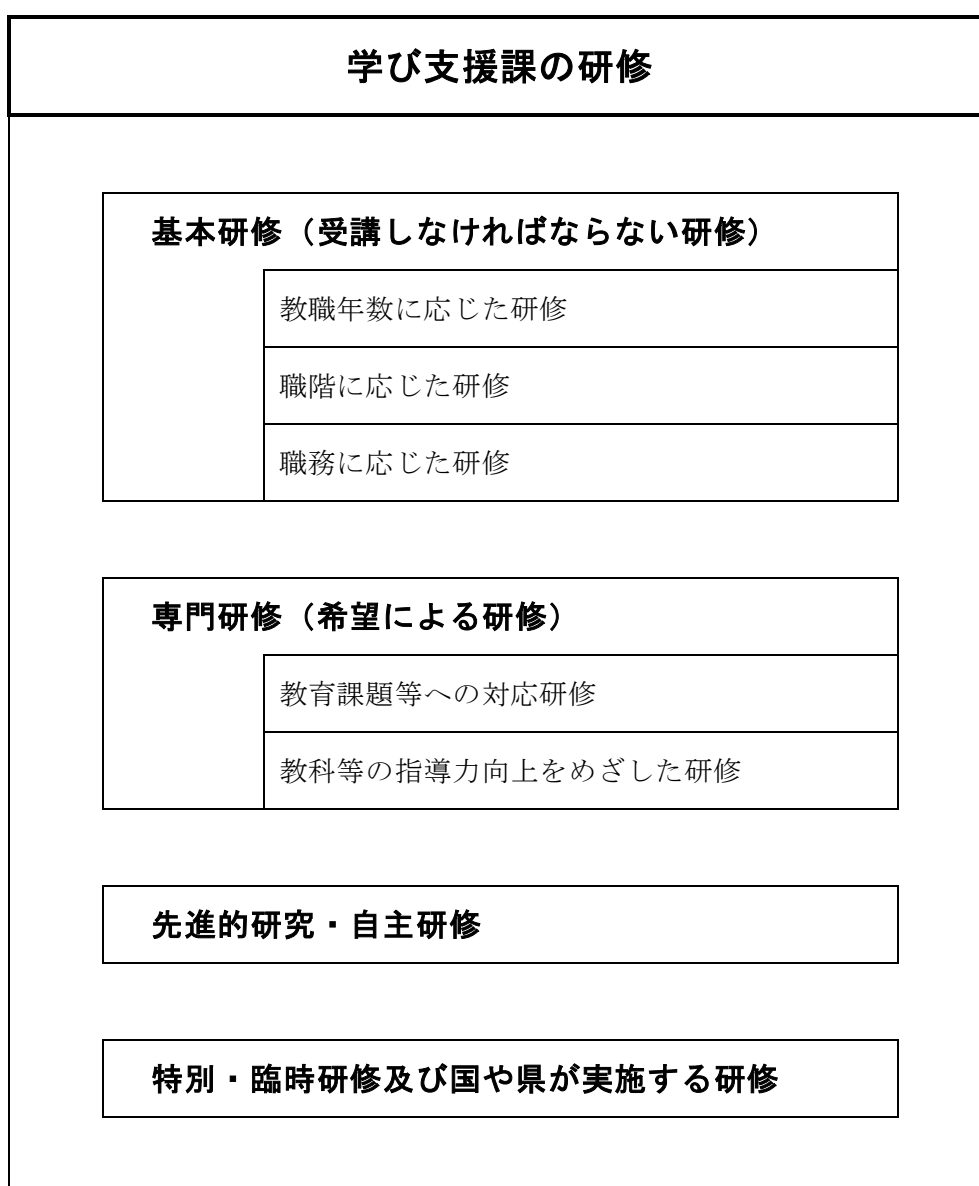 学び支援課の研修
基本研修（受講しなければならない研修）
教職年数に応じた研修
職階に応じた研修
職務に応じた研修
専門研修（希望による研修）
教育課題等への対応研修
教科等の指導力向上をめざした研修
先進的研究・自主研修
特別・臨時研修及び国や県が実施する研修